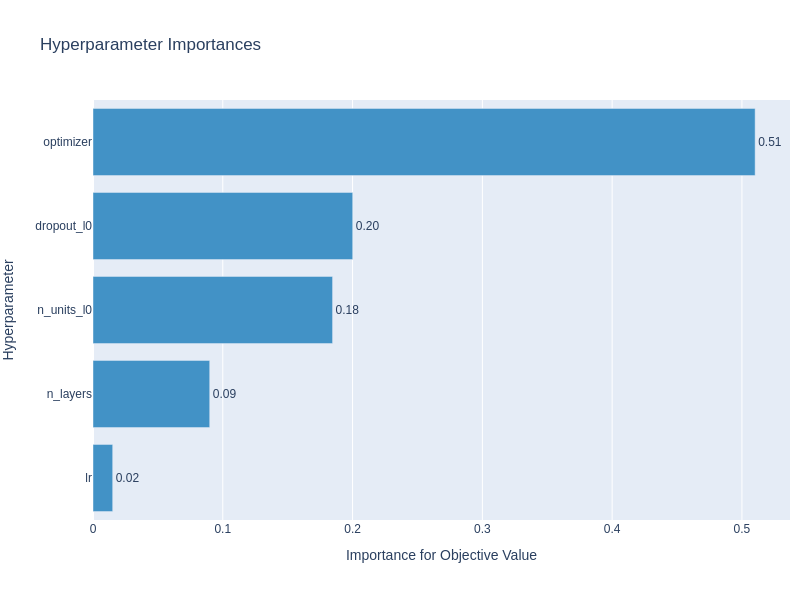 Hyperparameter Importances
optimizer
0.51
dropout_l0
0.20
n_units_l0
0.18
n_layers
0.09
lr
0.02
0
0.1
0.2
0.3
0.4
0.5
Importance for Objective Value
Hyperparameter